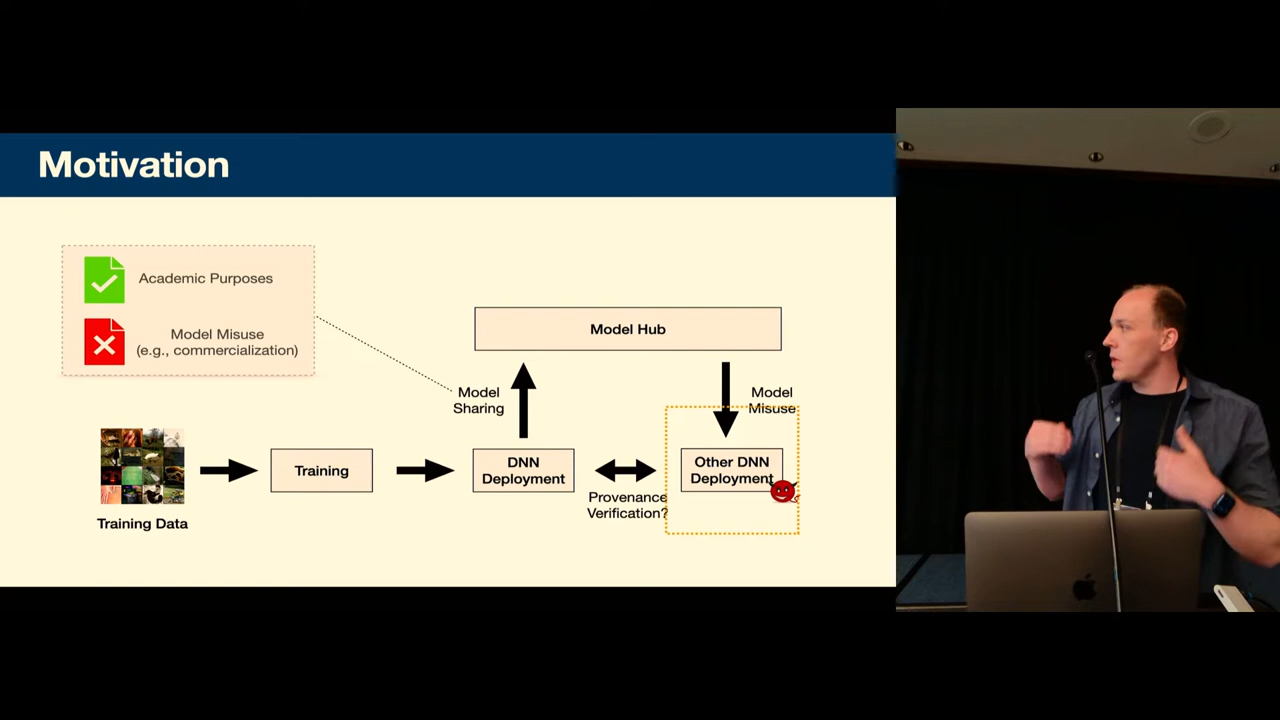 Motivation
Academic Purposes
Model Misuse
(e.g., commercialization)
Model Hub
Model
Sharing
Model
Misuse
Training
DNN
Deployment
Other DNN
Deployment
Provenance
Verification?
Training Data